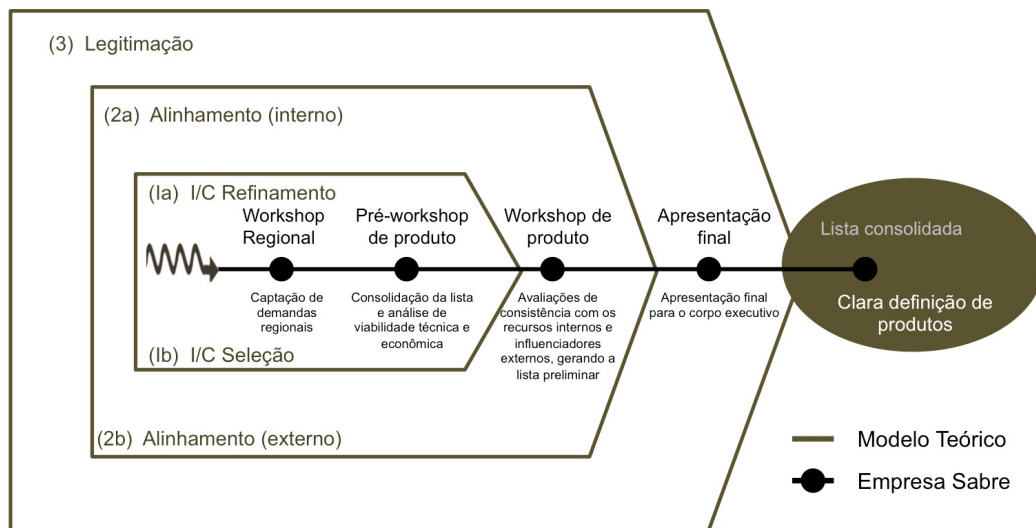 (3) Legitimação
(2a) Alinhamento (interno)
(Ia) I/C Refinamento
Workshop
Regional
Pré-workshop
de produto
Workshop de
produto
Apresentação
final
Lista consolidada
Captação de
demandas
regionais
Consolidação da lista
e análise de
viabilidade técnica e
econômica
Avaliações de
consistência com os
recursos internos e
influenciadores
externos, gerando a
lista preliminar
Apresentação final
para o corpo executivo
Clara definição de
produtos
(Ib) I/C Seleção
(2b) Alinhamento (externo)
Modelo Teórico
Empresa Sabre